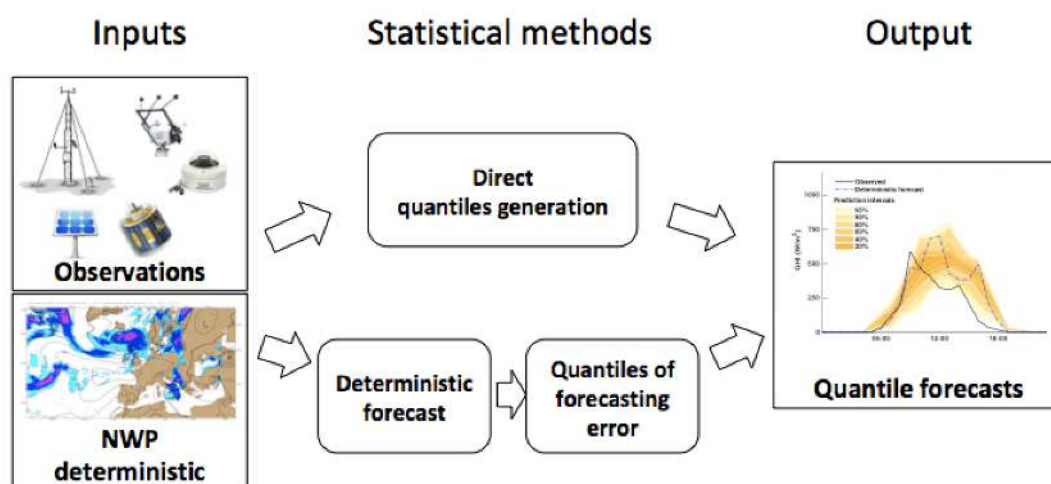 Inputs
Statistical methods
Output
Observations
NWP
deterministic
Direct
quantiles generation
Deterministic
forecast
Quantiles of
forecasting
error
Observed
Deterministic forecast
Prediction intervals
95%
90%
80%
60%
40%
20%
GHI (W/m²)
1000
750
500
250
0
06:00
12:00
18:00
Quantile forecasts